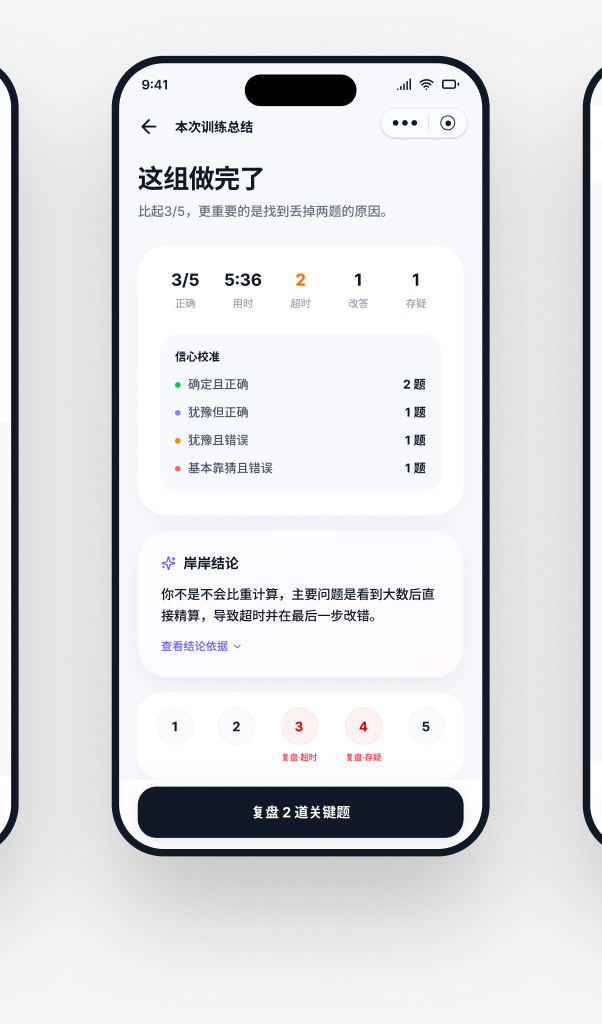 9:41
本次训练总结
这组做完了
比起3/5，更重要的是找到丢掉两题的原因。
3/5 5:36 2 1 1
正确 用时 超时 改答 存疑
信心校准
确定且正确 2 题
犹豫但正确 1 题
犹豫且错误 1 题
基本靠猜且错误 1 题
岸岸结论
你不是不会比重计算，主要问题是看到大数后直
接精算，导致超时并在最后一步改错。
查看结论依据
1 2 3 4 5
复盘·超时 复盘·存疑
复盘 2 道关键题